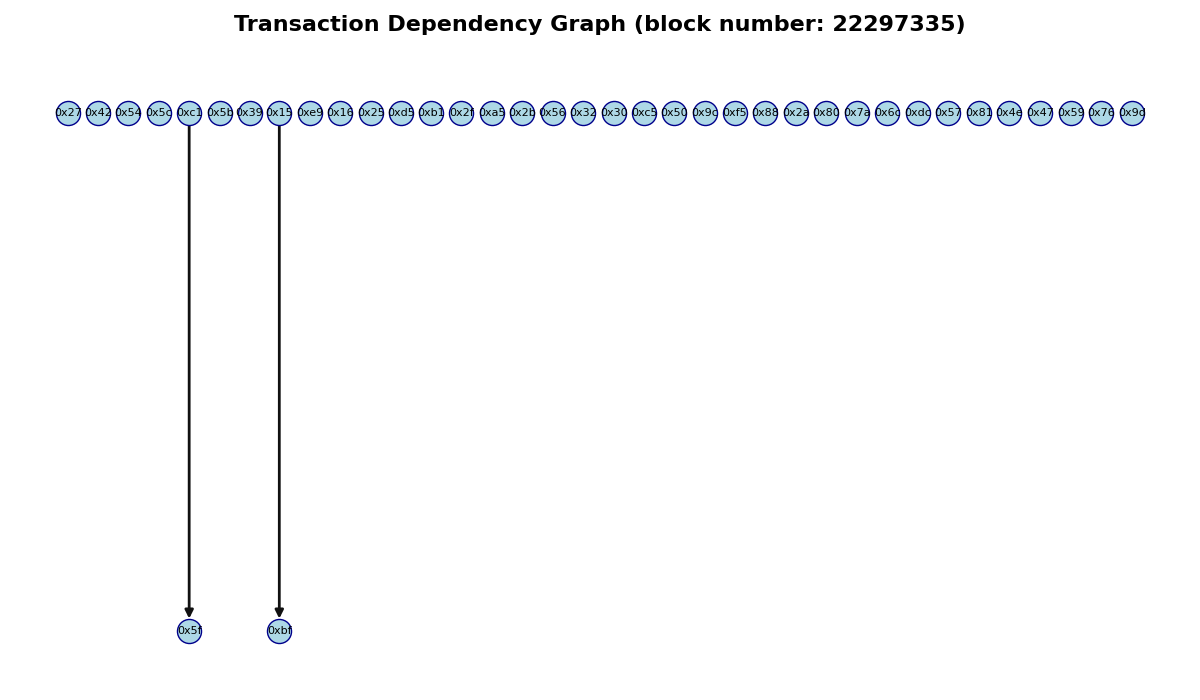 Transaction Dependency Graph (block number: 22297335)
0x27 0x42 0x54 0x5c 0xc1 0x5b 0x39 0x15 0xe9 0x16 0x25 0xd5 0xb1 0x2f 0xa5 0x2b 0x56 0x32 0x30 0xc5 0x50 0x9c 0xf5 0x88 0x2a 0x80 0x7a 0x6c 0xdc 0x57 0x81 0x4e 0x47 0x59 0x76 0x9d
0x5f 0xbf